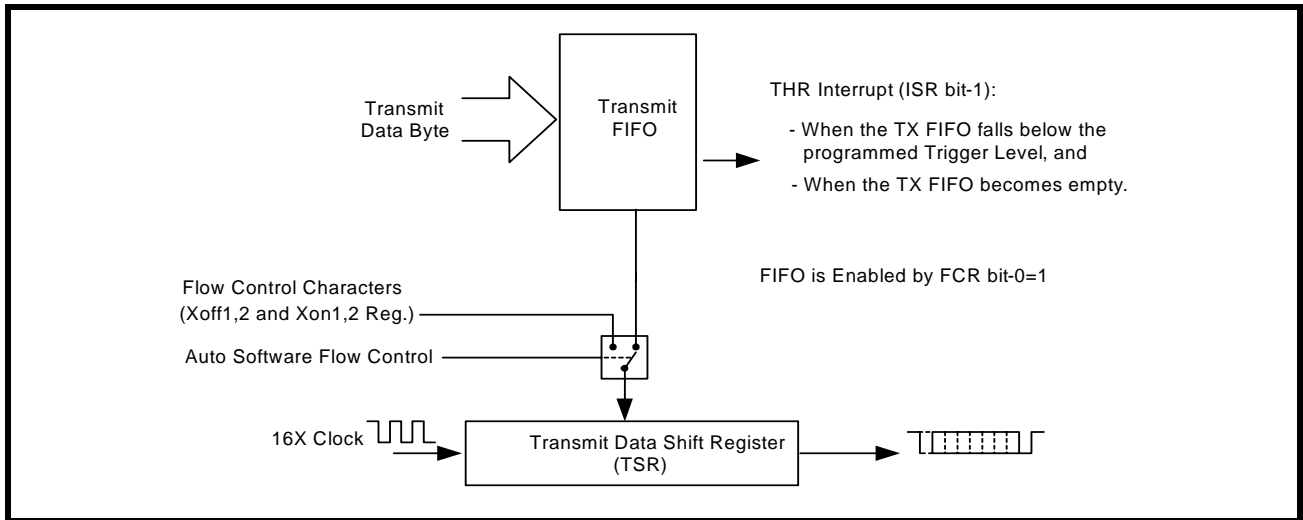 Transmit
Data Byte
Transmit
FIFO
THR Interrupt (ISR bit-1):
- When the TX FIFO falls below the
programmed Trigger Level, and
- When the TX FIFO becomes empty.
FIFO is Enabled by FCR bit-0=1
Flow Control Characters
(Xoff1,2 and Xon1,2 Reg.)
Auto Software Flow Control
16X Clock
Transmit Data Shift Register
(TSR)